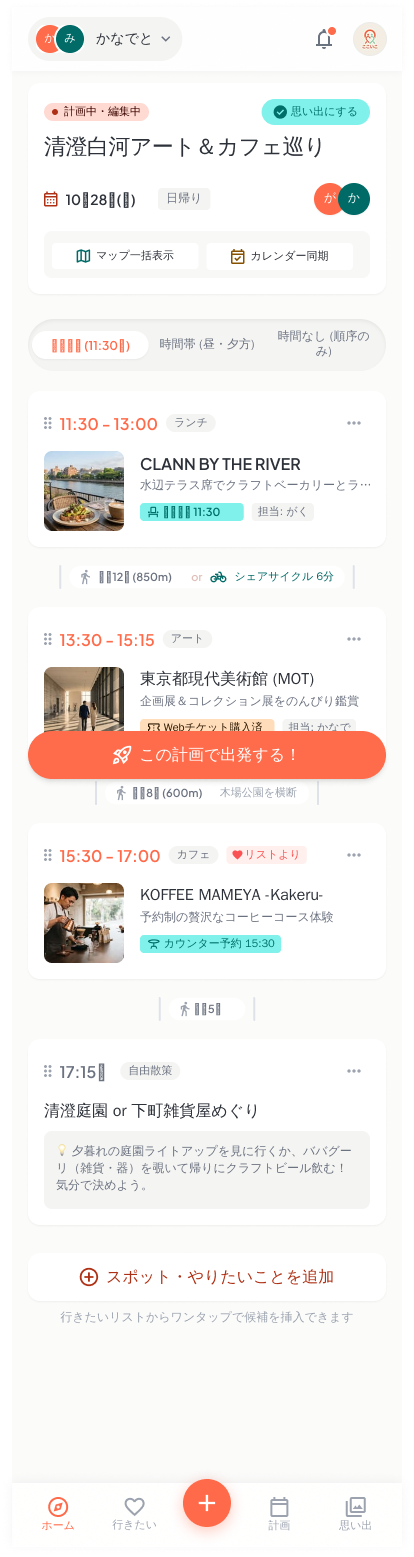 が み かなでと
計画中・編集中
思い出にする
清澄白河アート＆カフェ巡り
10 28 ( )
日帰り
が か
マップ一括表示
カレンダー同期
(11:30 )
時間帯 (昼・夕方)
時間なし (順序の
み)
11:30 – 13:00 ランチ
CLANN BY THE RIVER
水辺テラス席でクラフトベーカリーとラ…
11:30
担当: がく
12 (850m) or シェアサイクル 6分
13:30 – 15:15 アート
東京都現代美術館 (MOT)
企画展＆コレクション展をのんびり鑑賞
Webチケット購入済 担当: かなで
この計画で出発する！
8 (600m) 木場公園を横断
15:30 – 17:00 カフェ リストより
KOFFEE MAMEYA -Kakeru-
予約制の贅沢なコーヒーコース体験
カウンター予約 15:30
5
17:15 自由散策
清澄庭園 or 下町雑貨屋めぐり
夕暮れの庭園ライトアップを見に行くか、ババグー
リ（雑貨・器）を覗いて帰りにクラフトビール飲む！
気分で決めよう。
スポット・やりたいことを追加
行きたいリストからワンタップで候補を挿入できます
ホーム 行きたい 計画 思い出